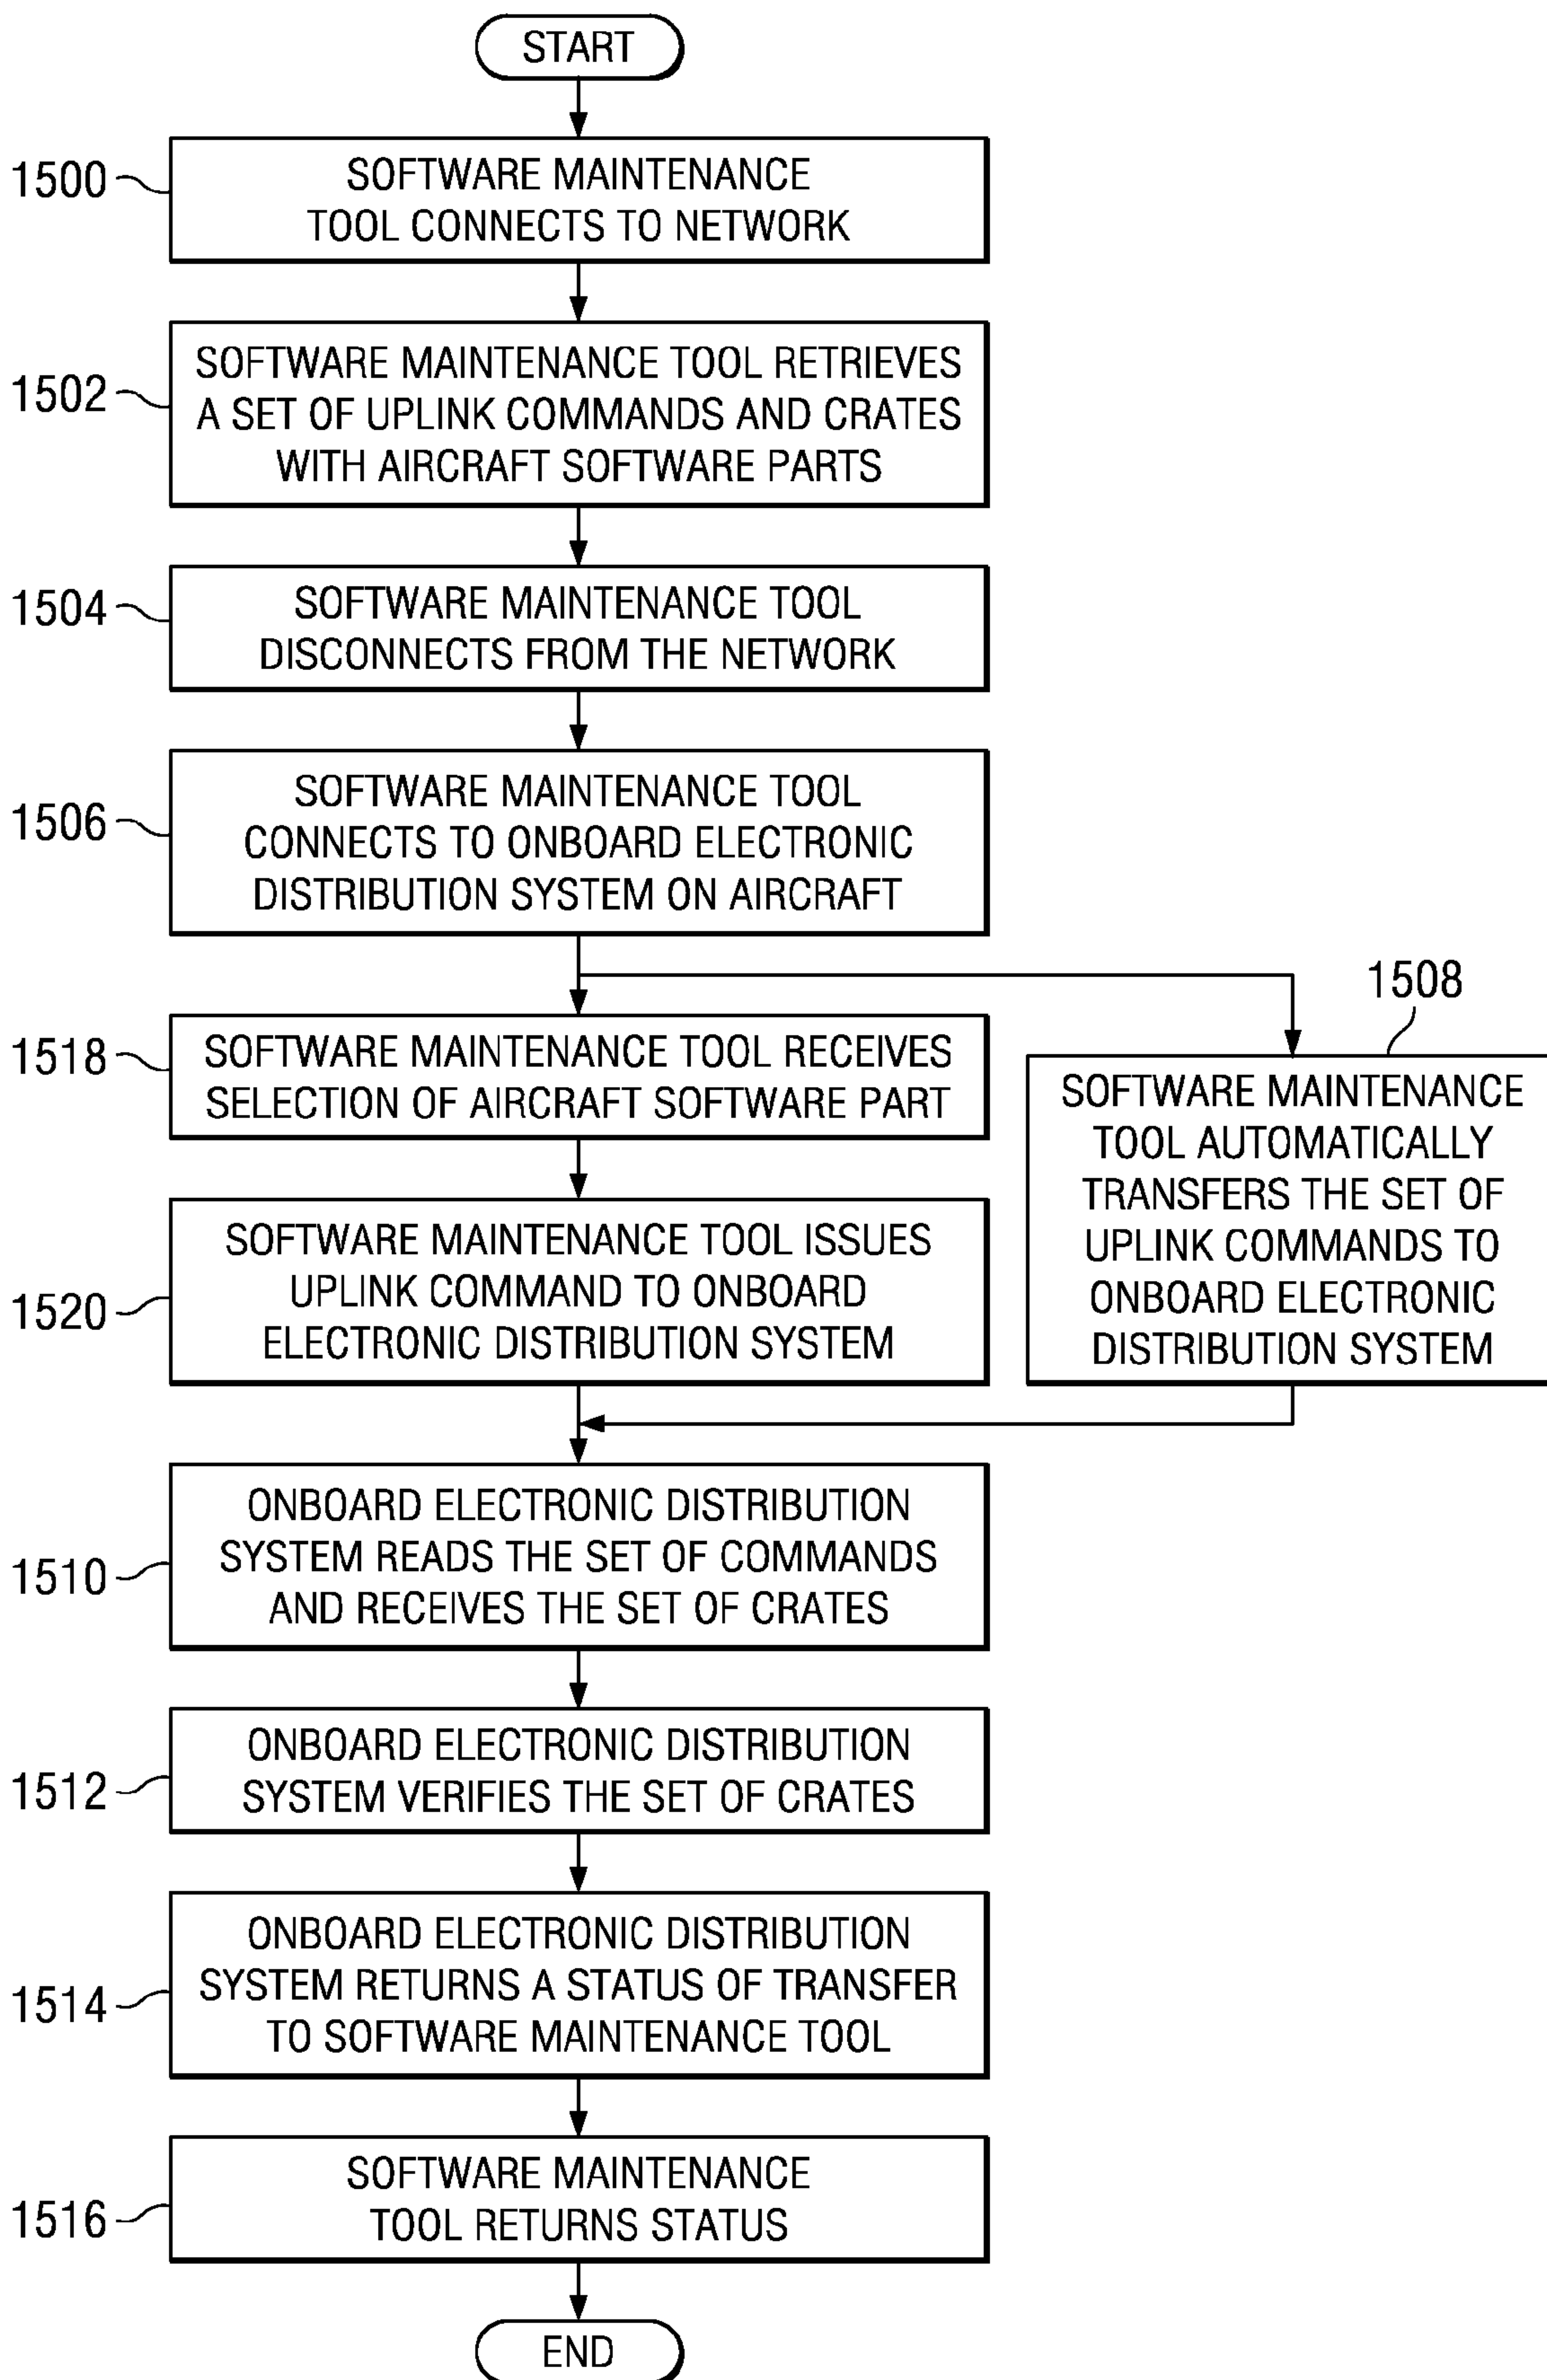 START
1500
SOFTWARE MAINTENANCE
TOOL CONNECTS TO NETWORK
1502
SOFTWARE MAINTENANCE TOOL RETRIEVES
A SET OF UPLINK COMMANDS AND CRATES
WITH AIRCRAFT SOFTWARE PARTS
1504
SOFTWARE MAINTENANCE TOOL
DISCONNECTS FROM THE NETWORK
1506
SOFTWARE MAINTENANCE TOOL
CONNECTS TO ONBOARD ELECTRONIC
DISTRIBUTION SYSTEM ON AIRCRAFT
1518
SOFTWARE MAINTENANCE TOOL RECEIVES
SELECTION OF AIRCRAFT SOFTWARE PART
1520
SOFTWARE MAINTENANCE TOOL ISSUES
UPLINK COMMAND TO ONBOARD
ELECTRONIC DISTRIBUTION SYSTEM
1508
SOFTWARE MAINTENANCE
TOOL AUTOMATICALLY
TRANSFERS THE SET OF
UPLINK COMMANDS TO
ONBOARD ELECTRONIC
DISTRIBUTION SYSTEM
1510
ONBOARD ELECTRONIC DISTRIBUTION
SYSTEM READS THE SET OF COMMANDS
AND RECEIVES THE SET OF CRATES
1512
ONBOARD ELECTRONIC DISTRIBUTION
SYSTEM VERIFIES THE SET OF CRATES
1514
ONBOARD ELECTRONIC DISTRIBUTION
SYSTEM RETURNS A STATUS OF TRANSFER
TO SOFTWARE MAINTENANCE TOOL
1516
SOFTWARE MAINTENANCE
TOOL RETURNS STATUS
END